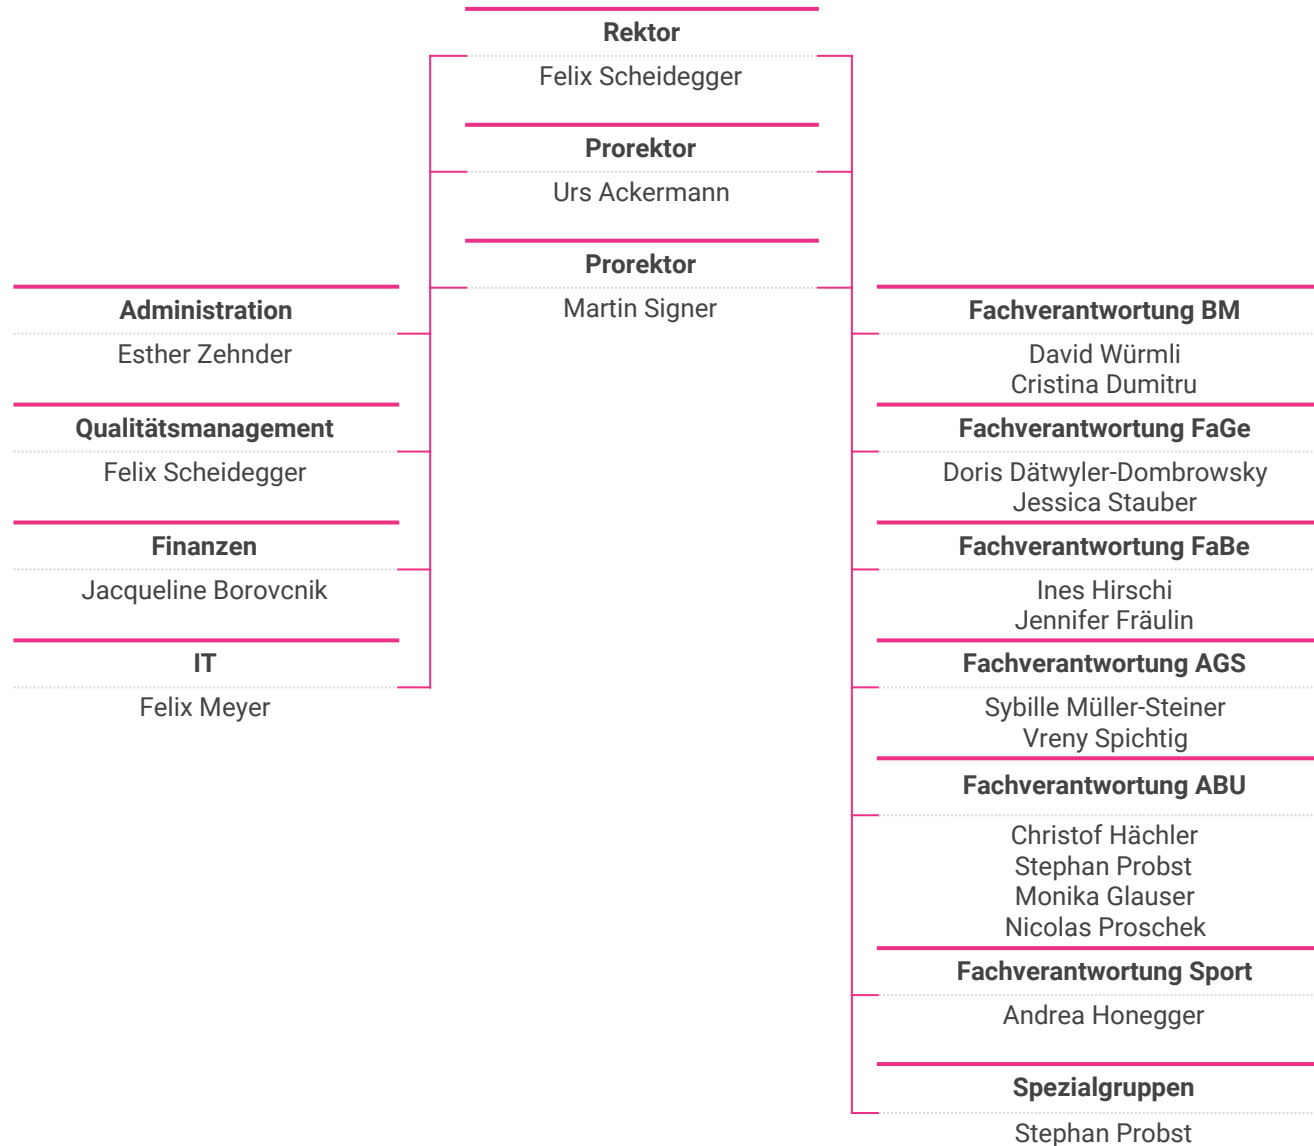 Rektor
Felix Scheidegger
Prorektor
Urs Ackermann
Prorektor
Martin Signer
Administration
Esther Zehnder
Qualitätsmanagement
Felix Scheidegger
Finanzen
Jacqueline Borovcnik
IT
Felix Meyer
Fachverantwortung BM
David Würmli
Cristina Dumitru
Fachverantwortung FaGe
Doris Dätwyler-Dombrowsky
Jessica Stauber
Fachverantwortung FaBe
Ines Hirschi
Jennifer Fräulin
Fachverantwortung AGS
Sybille Müller-Steiner
Vreny Spichtig
Fachverantwortung ABU
Christof Hächler
Stephan Probst
Monika Glauser
Nicolas Proschek
Fachverantwortung Sport
Andrea Honegger
Spezialgruppen
Stephan Probst